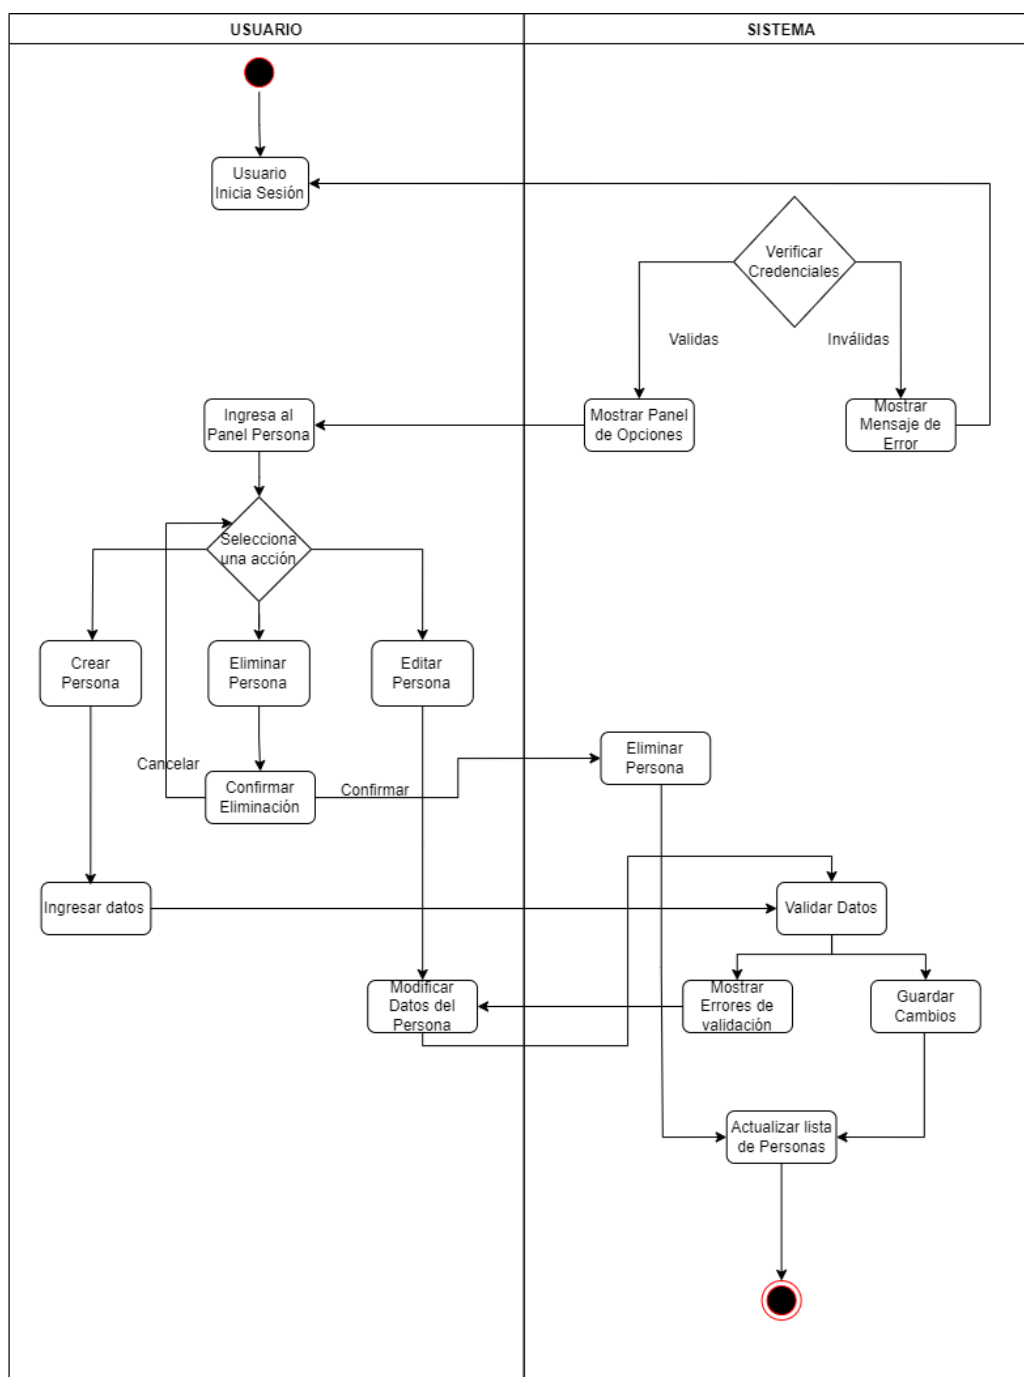 USUARIO
SISTEMA
Usuario
Inicia Sesión
Verificar
Credenciales
Validas
Inválidas
Ingresa al
Panel Persona
Mostrar Panel
de Opciones
Mostrar
Mensaje de
Error
Selecciona
una acción
Crear
Persona
Eliminar
Persona
Editar
Persona
Eliminar
Persona
Cancelar
Confirmar
Eliminación
Confirmar
Ingresar datos
Validar Datos
Modificar
Datos del
Persona
Mostrar
Errores de
validación
Guardar
Cambios
Actualizar lista
de Personas